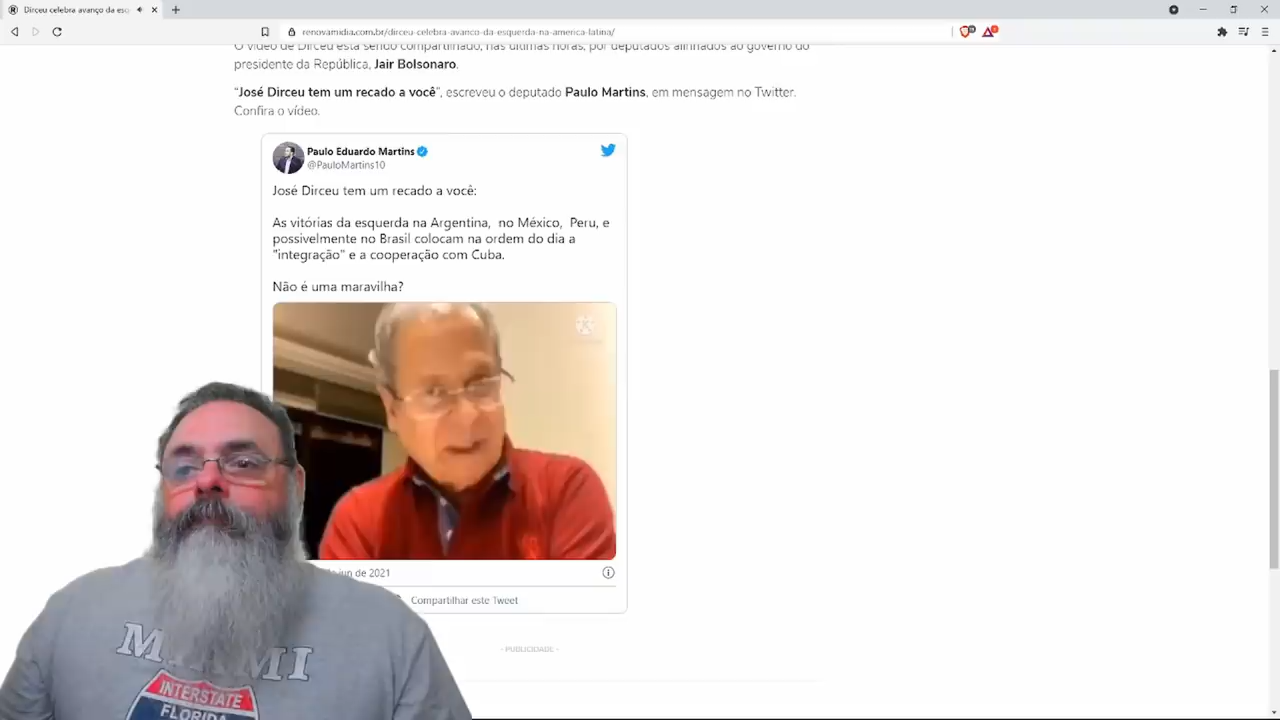 Dirceu celebra avanço da esq
renovamidia.com.br/dirceu-celebra-avanco-da-esquerda-na-america-latina/
O vídeo de Dirceu está sendo compartilhado, nas últimas horas, por deputados alinhados ao governo do
presidente da República, Jair Bolsonaro.
“José Dirceu tem um recado a você”, escreveu o deputado Paulo Martins, em mensagem no Twitter.
Confira o vídeo.
Paulo Eduardo Martins
@PauloMartins10
José Dirceu tem um recado a você:
As vitórias da esquerda na Argentina, no México, Peru, e
possivelmente no Brasil colocam na ordem do dia a
"integração" e a cooperação com Cuba.
Não é uma maravilha?
jun de 2021
Compartilhar este Tweet
- PUBLICIDADE -
MIAMI
INTERSTATE
FLORIDA